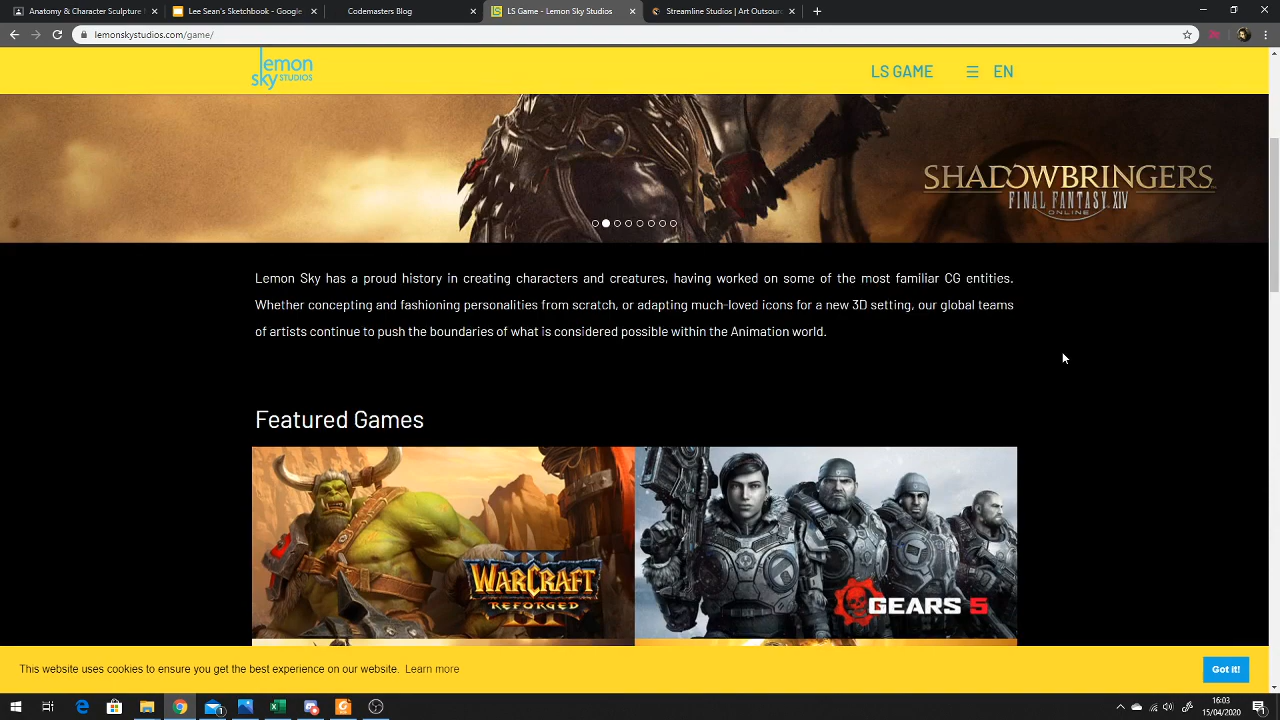 Anatomy & Character Sculpture
Lee Sean's Sketchbook - Google
Codemasters Blog
LS Game - Lemon Sky Studios
Streamline Studios | Art Outsour
lemonskystudios.com/game/
lemon
sky STUDIOS
LS GAME
EN
SHADOWBRINGERS
FINAL FANTASY XIV
ONLINE
Lemon Sky has a proud history in creating characters and creatures, having worked on some of the most familiar CG entities.
Whether concepting and fashioning personalities from scratch, or adapting much-loved icons for a new 3D setting, our global teams
of artists continue to push the boundaries of what is considered possible within the Animation world.
Featured Games
WARCRAFT
III
REFORGED
GEARS 5
This website uses cookies to ensure you get the best experience on our website. Learn more
Got it!
16:03
15/04/2020